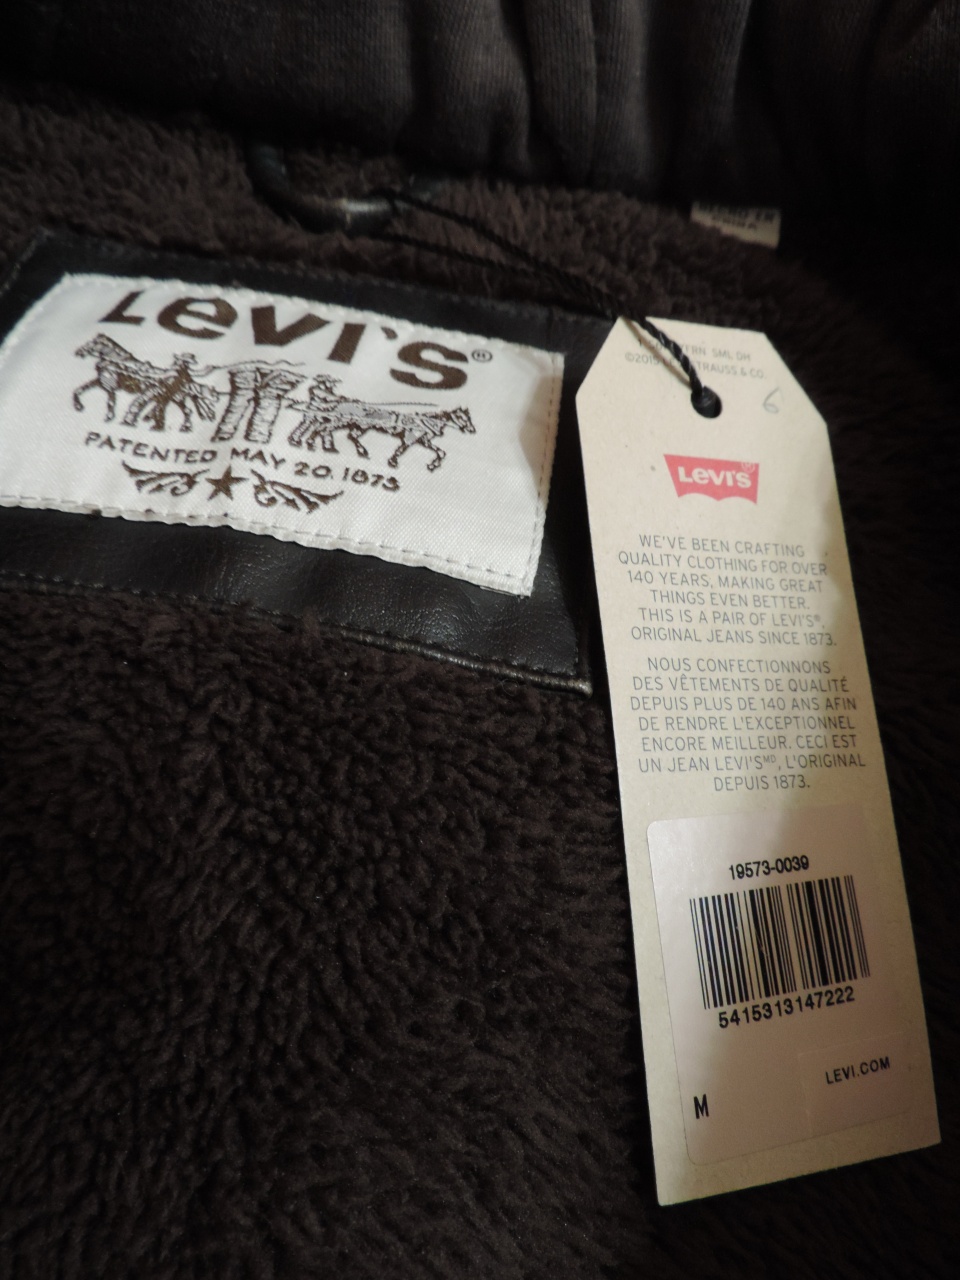 Levi's®
PATENTED MAY 20.1873
FRN SML DH
©2015 STRAUSS & CO.
6
Levi's®
WE'VE BEEN CRAFTING
QUALITY CLOTHING FOR OVER
140 YEARS, MAKING GREAT
THINGS EVEN BETTER.
THIS IS A PAIR OF LEVI'S®,
ORIGINAL JEANS SINCE 1873.
NOUS CONFECTIONNONS
DES VÊTEMENTS DE QUALITÉ
DEPUIS PLUS DE 140 ANS AFIN
DE RENDRE L'EXCEPTIONNEL
ENCORE MEILLEUR. CECI EST
UN JEAN LEVI'Sᴹᴰ, L'ORIGINAL
DEPUIS 1873.
19573-0039
5415313147222
LEVI.COM
M